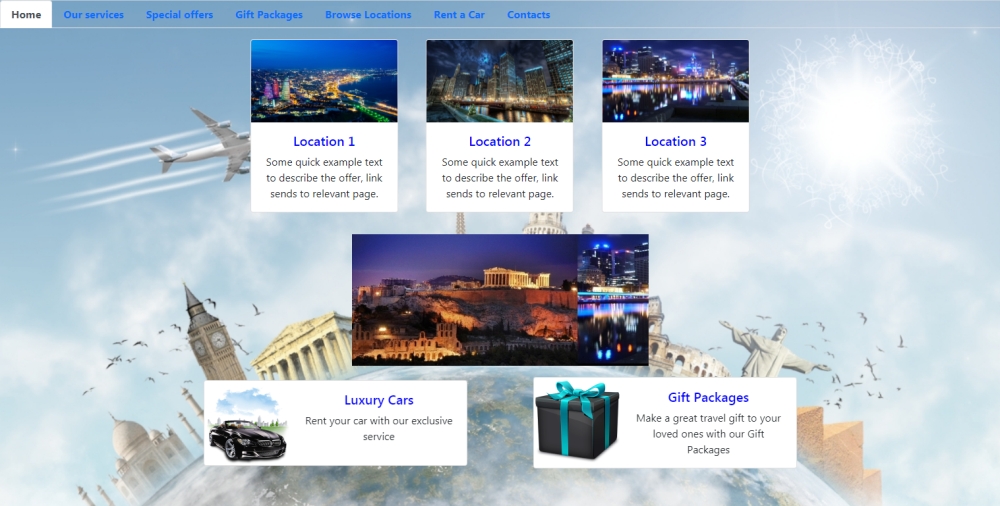 Home Our services Special offers Gift Packages Browse Locations Rent a Car Contacts
Location 1
Some quick example text
to describe the offer, link
sends to relevant page.
Location 2
Some quick example text
to describe the offer, link
sends to relevant page.
Location 3
Some quick example text
to describe the offer, link
sends to relevant page.
Luxury Cars
Rent your car with our exclusive
service
Gift Packages
Make a great travel gift to your
loved ones with our Gift
Packages